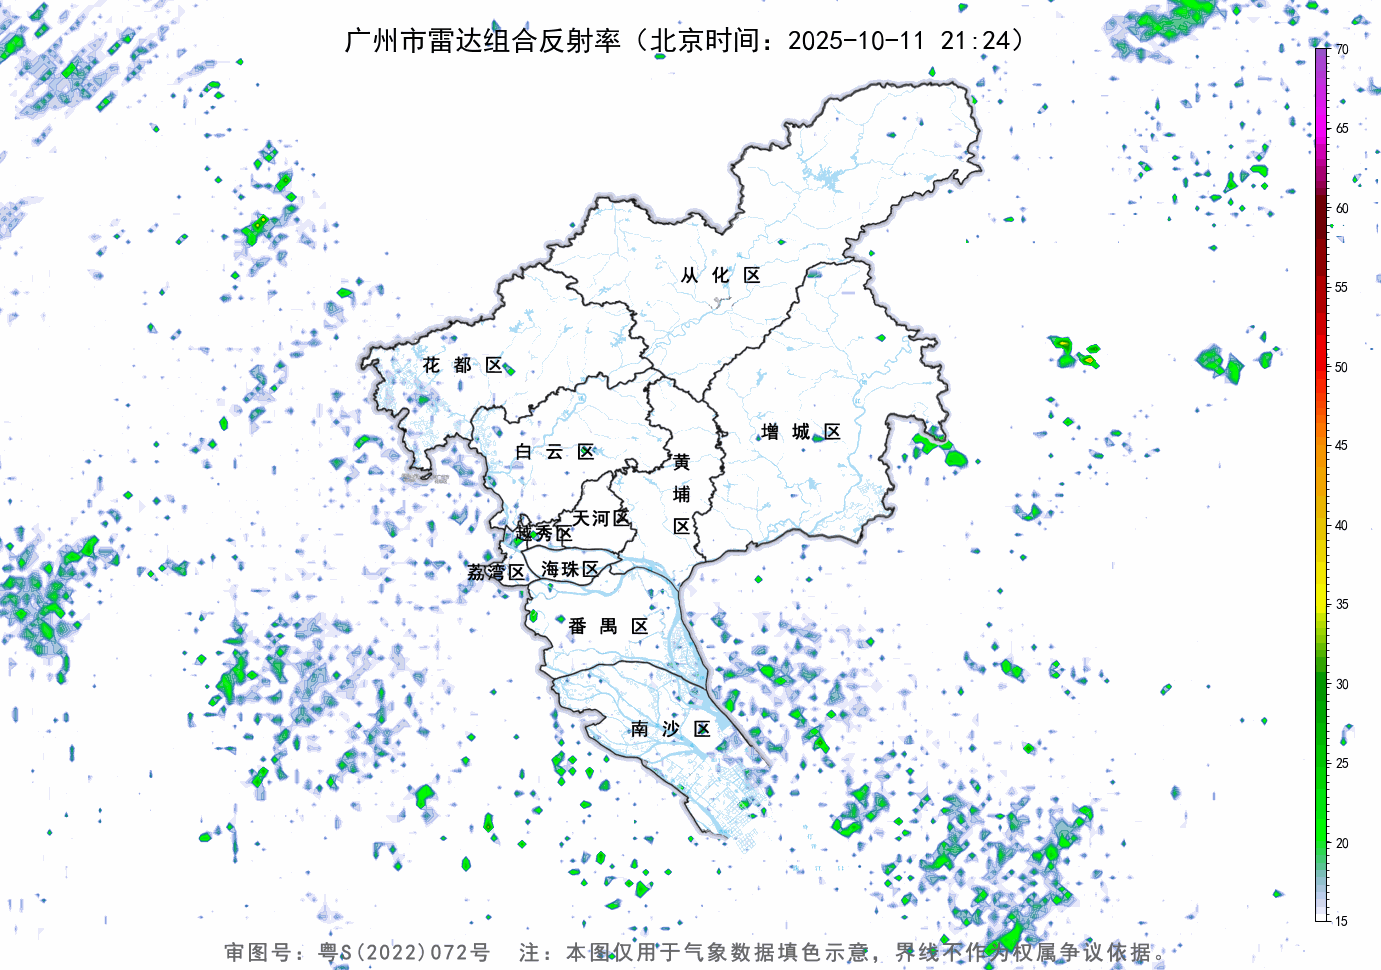 广州市雷达组合反射率（北京时间：2025-10-11 21:24）
70
65
60
55
50
45
40
35
30
25
20
15
从化区
花都区
增城区
白云区
黄埔区
天河区
越秀区
荔湾区
海珠区
番禺区
南沙区
审图号：粤S(2022)072号 注：本图仅用于气象数据填色示意，界线不作为权属争议依据。